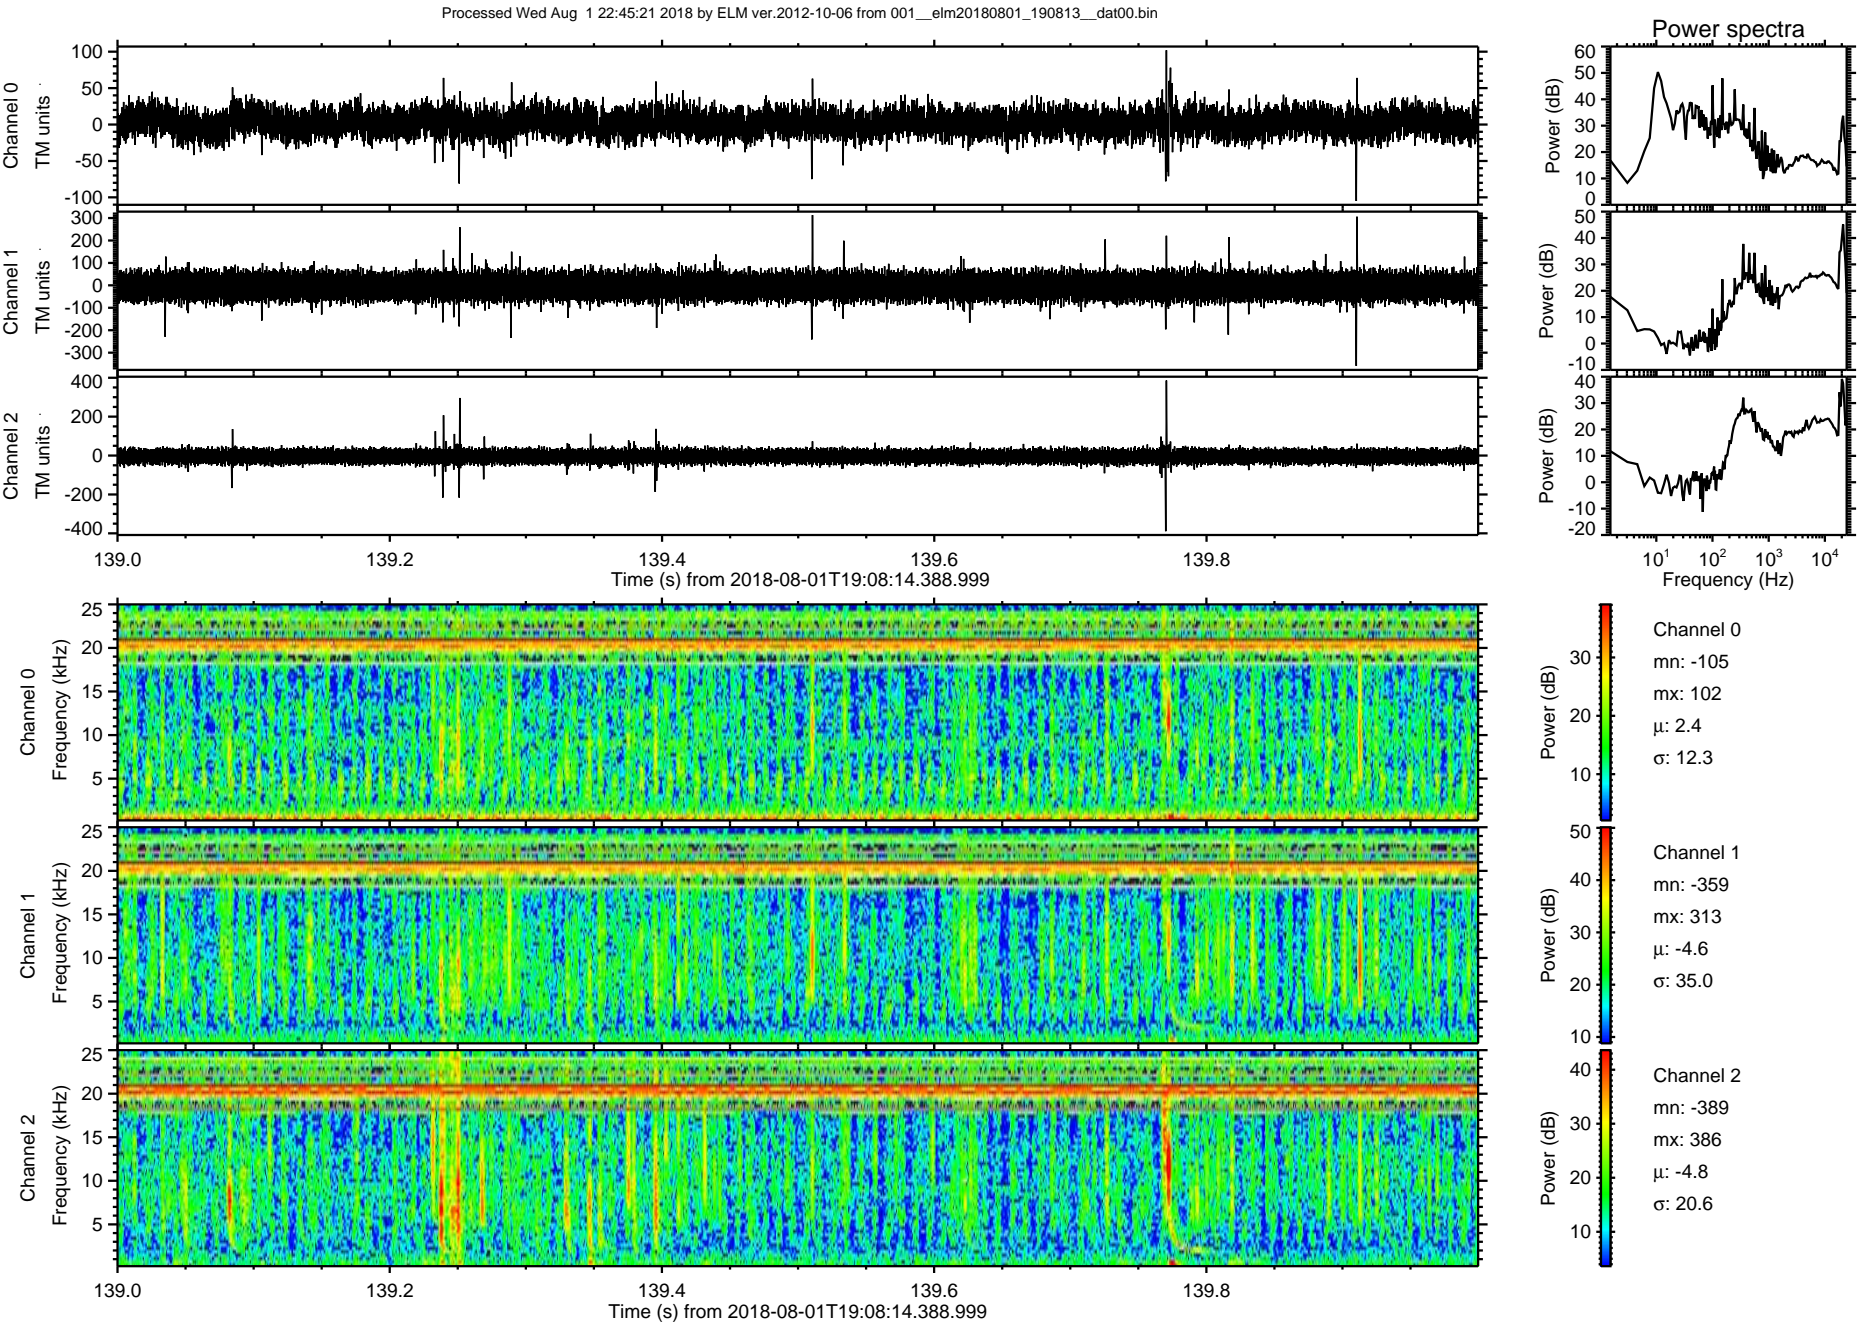 Processed Wed Aug 1 22:45:21 2018 by ELM ver.2012-10-06 from 001__elm20180801_190813__dat00.bin
Power spectra
Channel 0
TM units
100
50
0
-50
-100
Power (dB)
60
50
40
30
20
10
0
Channel 1
TM units
300
200
100
0
-100
-200
-300
Power (dB)
50
40
30
20
10
0
-10
Channel 2
TM units
400
200
0
-200
-400
Power (dB)
40
30
20
10
0
-10
-20
139.0 139.2 139.4 139.6 139.8
Time (s) from 2018-08-01T19:08:14.388.999
10^1 10^2 10^3 10^4
Frequency (Hz)
Channel 0
Frequency (kHz)
25
20
15
10
5
Power (dB)
30
20
10
Channel 0
mn: -105
mx: 102
μ: 2.4
σ: 12.3
Channel 1
Frequency (kHz)
25
20
15
10
5
Power (dB)
50
40
30
20
10
Channel 1
mn: -359
mx: 313
μ: -4.6
σ: 35.0
Channel 2
Frequency (kHz)
25
20
15
10
5
Power (dB)
40
30
20
10
Channel 2
mn: -389
mx: 386
μ: -4.8
σ: 20.6
139.0 139.2 139.4 139.6 139.8
Time (s) from 2018-08-01T19:08:14.388.999